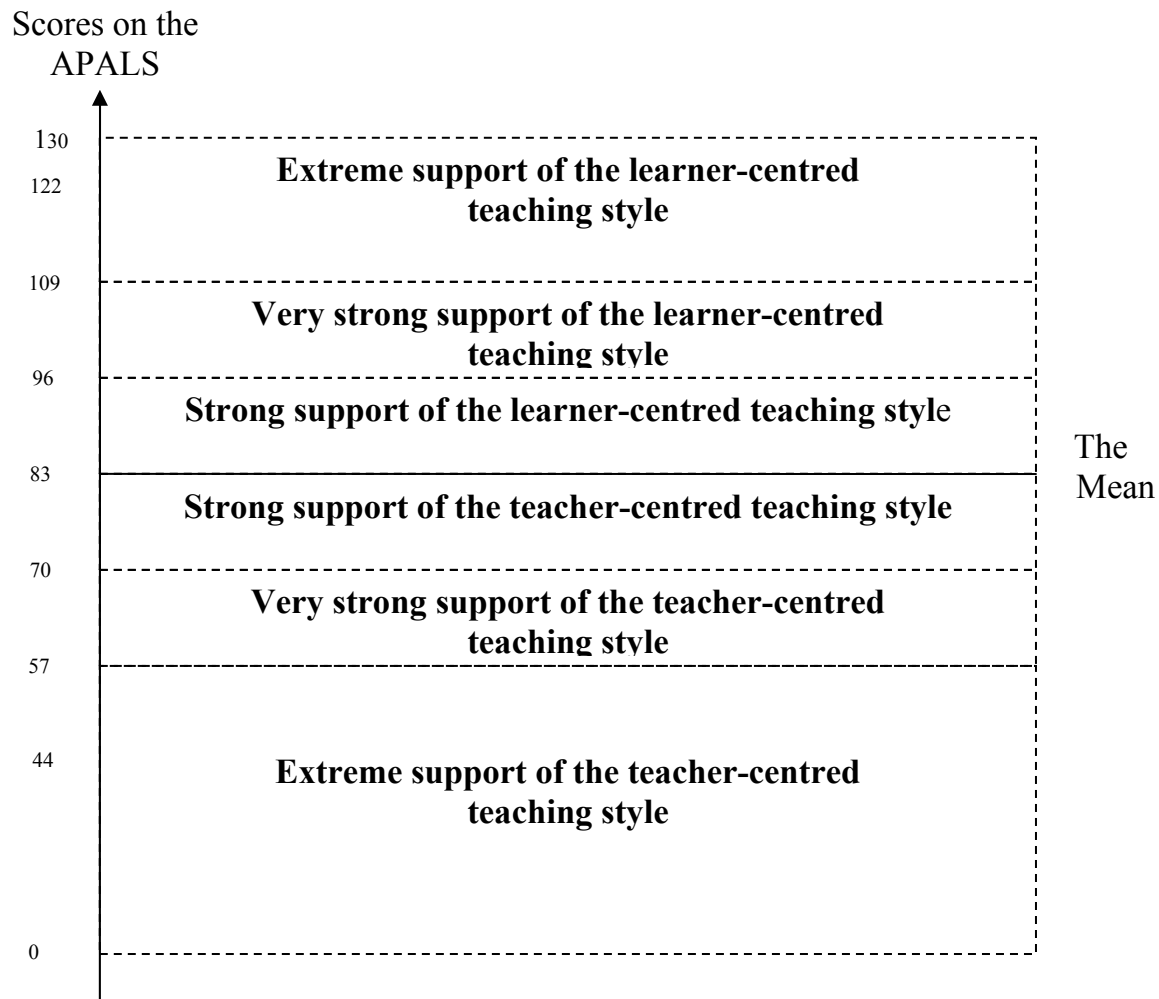 Scores on the
APALS
130
Extreme support of the learner-centred
122
teaching style
109
Very strong support of the learner-centred
teaching style
96
Strong support of the learner-centred teaching style
The
83
Mean
Strong support of the teacher-centred teaching style
70
Very strong support of the teacher-centred
teaching style
57
44
Extreme support of the teacher-centred
teaching style
0